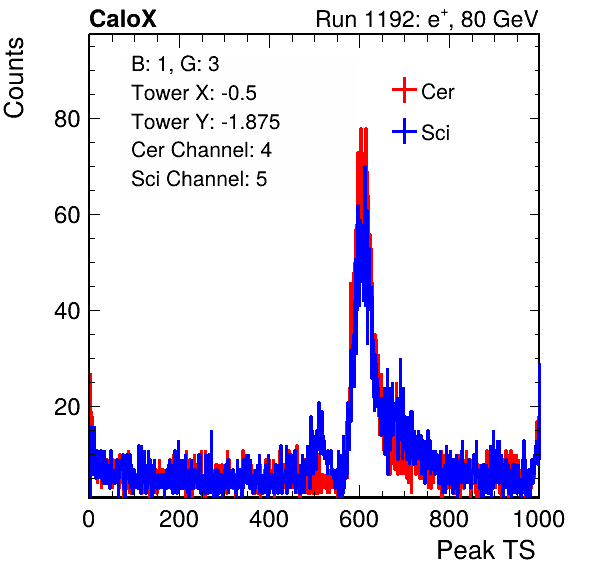 CaloX Run 1192: e⁺, 80 GeV
Counts
B: 1, G: 3
Tower X: -0.5
Tower Y: -1.875
Cer Channel: 4
Sci Channel: 5
Cer
Sci
80
60
40
20
0 200 400 600 800 1000
Peak TS